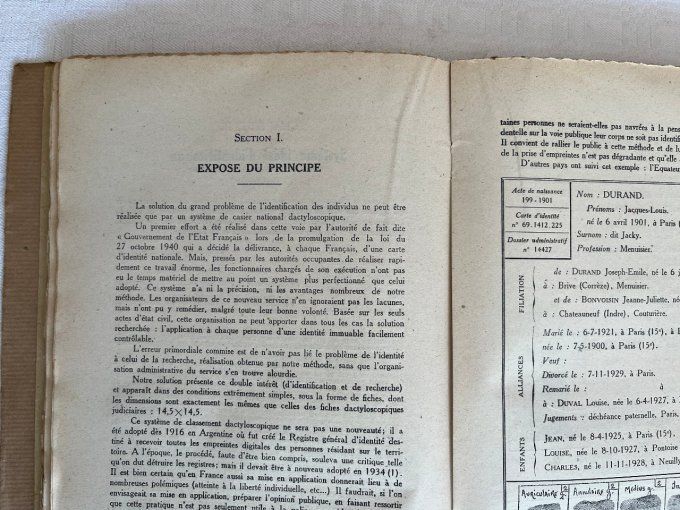 SECTION I.
EXPOSE DU PRINCIPE
La solution du grand problème de l'identification des individus ne peut être
réalisée que par un système de casier national dactyloscopique.
Un premier effort a été réalisé dans cette voie par l'autorité de fait dite
« Gouvernement de l'Etat Français » lors de la promulgation de la loi du
27 octobre 1940 qui a décidé la délivrance, à chaque Français, d'une carte
d'identité nationale. Mais, pressés par les autorités occupantes de réaliser rapi-
dement ce travail énorme, les fonctionnaires chargés de son exécution n'ont pas
eu le temps matériel de mettre au point un système plus perfectionné que celui
adopté. Ce système n'a ni la précision, ni les avantages nombreux de notre
méthode. Les organisateurs de ce nouveau service n'en ignoraient pas les lacunes,
mais n'ont pu y remédier, malgré toute leur bonne volonté. Basée sur les seuls
actes d'état civil, cette organisation ne peut apporter dans tous les cas la solution
recherchée : l'application à chaque personne d'une identité immuable facilement
contrôlable.
L'erreur primordiale commise est de n'avoir pas lié le problème de l'identité
à celui de la recherche, réalisation obtenue par notre méthode, sans que l'organi-
sation administrative du service s'en trouve alourdie.
Notre solution présente ce double intérêt (d'identification et de recherche)
et apparaît dans des conditions extrêmement simples, sous la forme de fiches, dont
les dimensions sont exactement les mêmes que celles des fiches dactyloscopiques
judiciaires : 14,5×14,5.
Ce système de classement dactyloscopique ne sera pas une nouveauté; il a
été adopté dès 1916 en Argentine où fut créé le Registre général d'identité des-
tiné à recevoir toutes les empreintes digitales des personnes résidant sur le terri-
toire. A l'époque, le procédé, faute d'être bien compris, souleva une critique telle
qu'on dut détruire les registres; mais il devait être à nouveau adopté en 1934 (1).
Il est bien certain qu'en France aussi sa mise en application donnerait lieu à de
nombreuses polémiques (atteinte à la liberté individuelle, etc...) Il faudrait, si l'on
envisageait sa mise en application, préparer l'opinion publique, en faisant ressortir
que cette pratique n'est pas seulement utile à la police
taines personnes ne seraient-elles pas navrées à la pens
dentelle sur la voie publique leur corps ne soit pas identif
Il convient de rallier le public à cette méthode et de lu
de la prise d'empreintes n'est pas dégradante et qu'elle
D'autres pays ont suivi cet exemple : l'Equateu
Acte de naissance
199 - 1901
Carte d'identité
n° 69.1412.225
Dossier administratif
n° 14427
Nom : DURAND.
Prénoms : Jacques-Louis.
né le 6 avril 1901, à Paris (
Surnom : dit Jacky.
Profession : Menuisier.
FILIATION
de : DURAND Joseph-Emile, né le 6 j
à : Brive (Corrèze), Menuisier.
et de : BONVOISIN Jeanne-Juliette, né
à : Chateauneuf (Indre), Couturière.
ALLIANCES
Marié le : 6-7-1921, à Paris (15e), à
née le : 7-5-1900, à Paris (15e).
Veuf :
Divorcé le : 7-11-1929, à Paris.
Remarié le : à
à : DUVAL Louise, née le 6-4-1927, à
Jugements : déchéance paternelle, Paris,
ENFANTS
JEAN, né le 8-4-1925, à Paris (15e).
LOUISE, née le 8-10-1927, à Pontoise
CHARLES, né le 11-11-1928, à Neuilly
Auriculaire
Annulaire
Médius